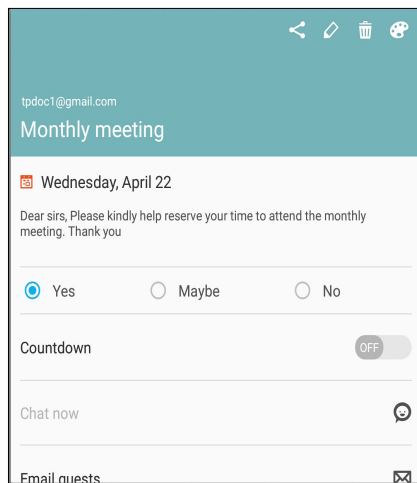 tpdoc1@gmail.com
Monthly meeting
Wednesday, April 22
Dear sirs, Please kindly help reserve your time to attend the monthly
meeting. Thank you
Yes Maybe No
Countdown OFF
Chat now
Email guests